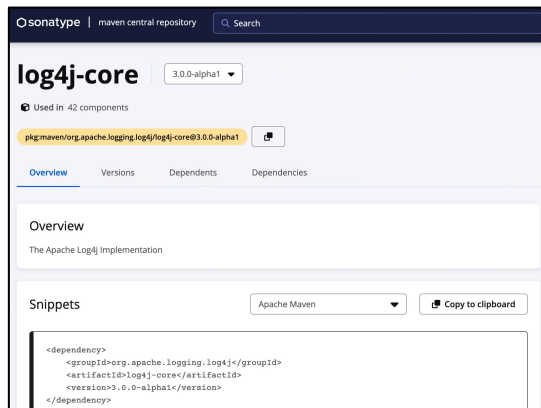 sonatype | maven central repository Search
log4j-core 3.0.0-alpha1
Used in 42 components
pkg:maven/org.apache.logging.log4j/log4j-core@3.0.0-alpha1
Overview Versions Dependents Dependencies
Overview
The Apache Log4j Implementation
Snippets Apache Maven Copy to clipboard
<dependency>
    <groupId>org.apache.logging.log4j</groupId>
    <artifactId>log4j-core</artifactId>
    <version>3.0.0-alpha1</version>
</dependency>